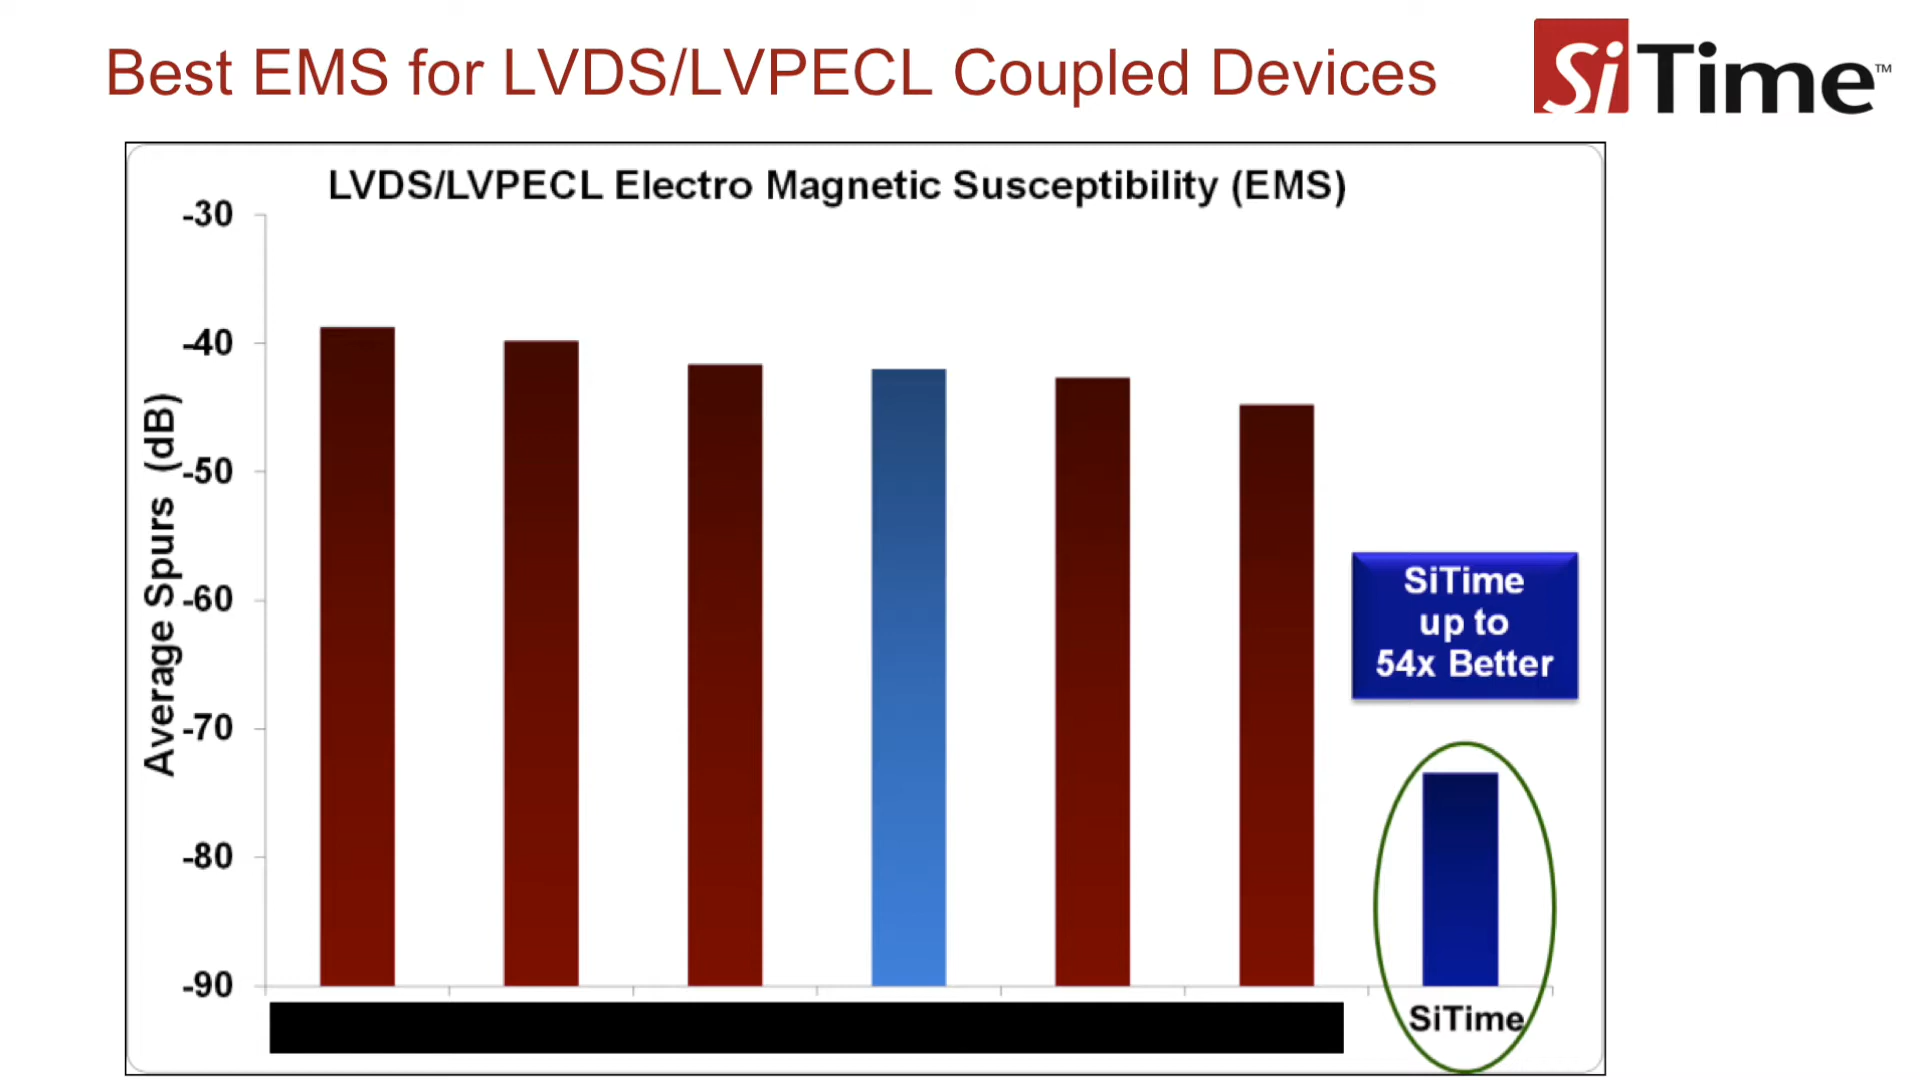 Best EMS for LVDS/LVPECL Coupled Devices
SiTime™
LVDS/LVPECL Electro Magnetic Susceptibility (EMS)
Average Spurs (dB)
-30
-40
-50
-60
-70
-80
-90
SiTime
up to
54x Better
SiTime